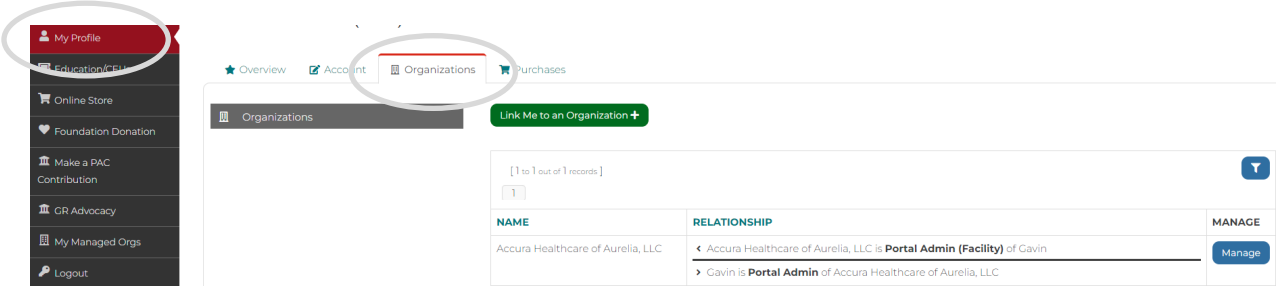 My Profile
Education/CEUs
Online Store
Foundation Donation
Make a PAC
Contribution
GR Advocacy
My Managed Orgs
Logout
Overview Account Organizations Purchases
Organizations
Link Me to an Organization +
[ 1 to 1 out of 1 records ]
1
NAME RELATIONSHIP MANAGE
Accura Healthcare of Aurelia, LLC Accura Healthcare of Aurelia, LLC is Portal Admin (Facility) of Gavin Manage
Gavin is Portal Admin of Accura Healthcare of Aurelia, LLC